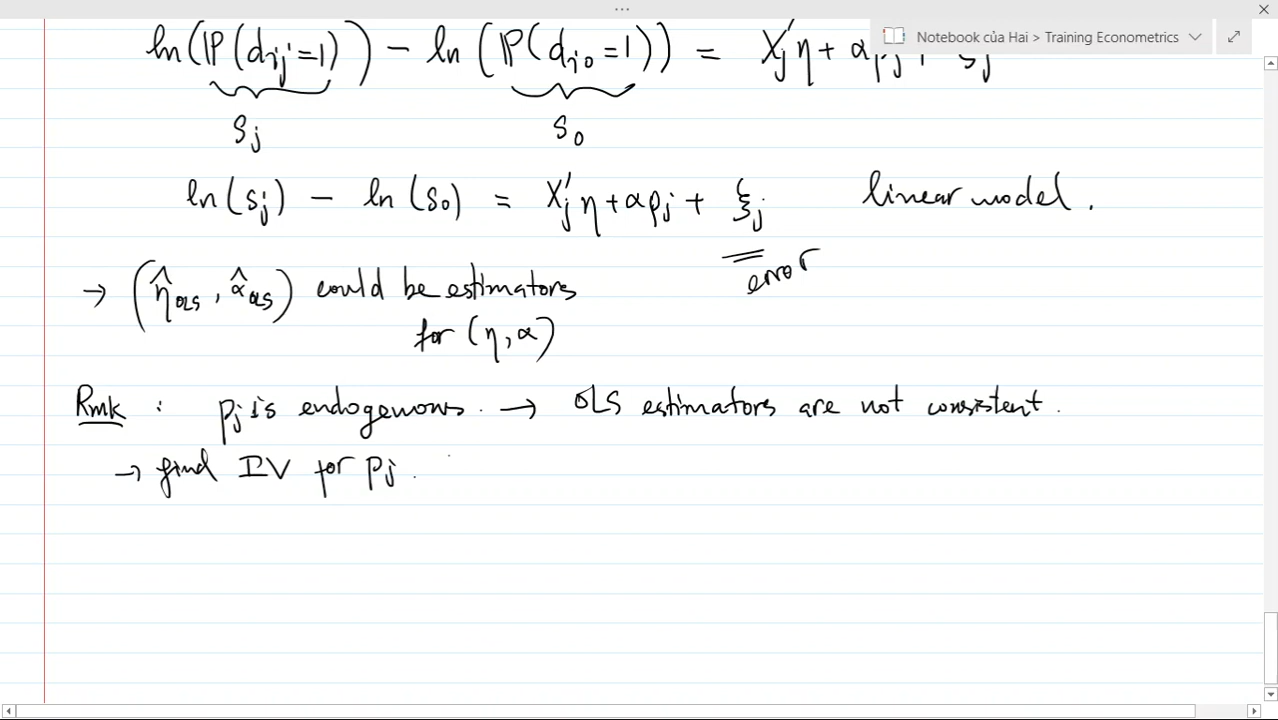 Notebook của Hai > Training Econometrics
ln(ℙ(d_ij=1)) − ln(ℙ(d_i0=1)) = X_j'η + αp_j + ξ_j
s_j s_0
ln(s_j) − ln(s_0) = X_j'η + αp_j + ξ_j linear model.
error
→ (η̂_OLS, α̂_OLS) could be estimators
for (η, α)
Rmk : p_j is endogenous. → OLS estimators are not consistent.
→ find IV for p_j.